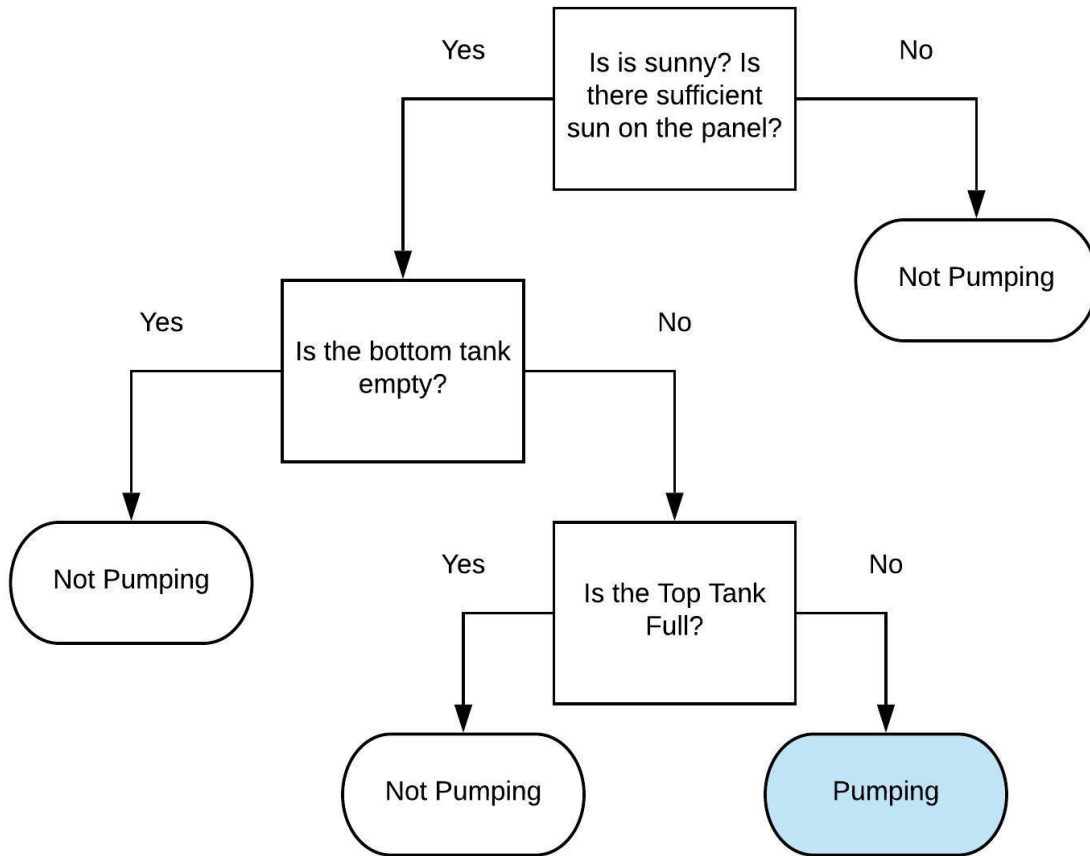 Yes
Is is sunny? Is
there sufficient
sun on the panel?
No
Not Pumping
Yes
Is the bottom tank
empty?
No
Not Pumping
Yes
Is the Top Tank
Full?
No
Not Pumping
Pumping